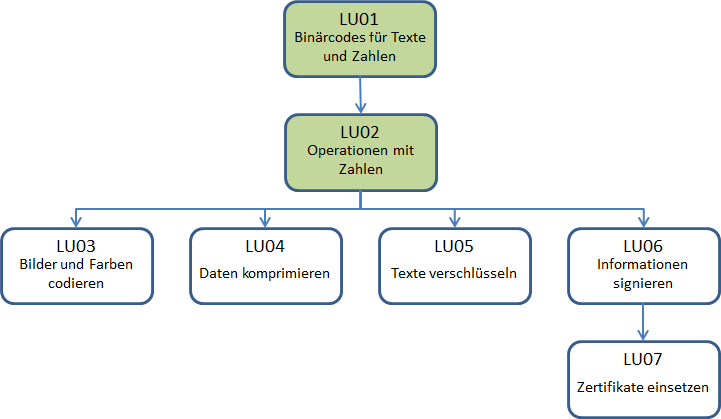 LU01
Binärcodes für Texte
und Zahlen
LU02
Operationen mit
Zahlen
LU03
Bilder und Farben
codieren
LU04
Daten komprimieren
LU05
Texte verschlüsseln
LU06
Informationen
signieren
LU07
Zertifikate einsetzen